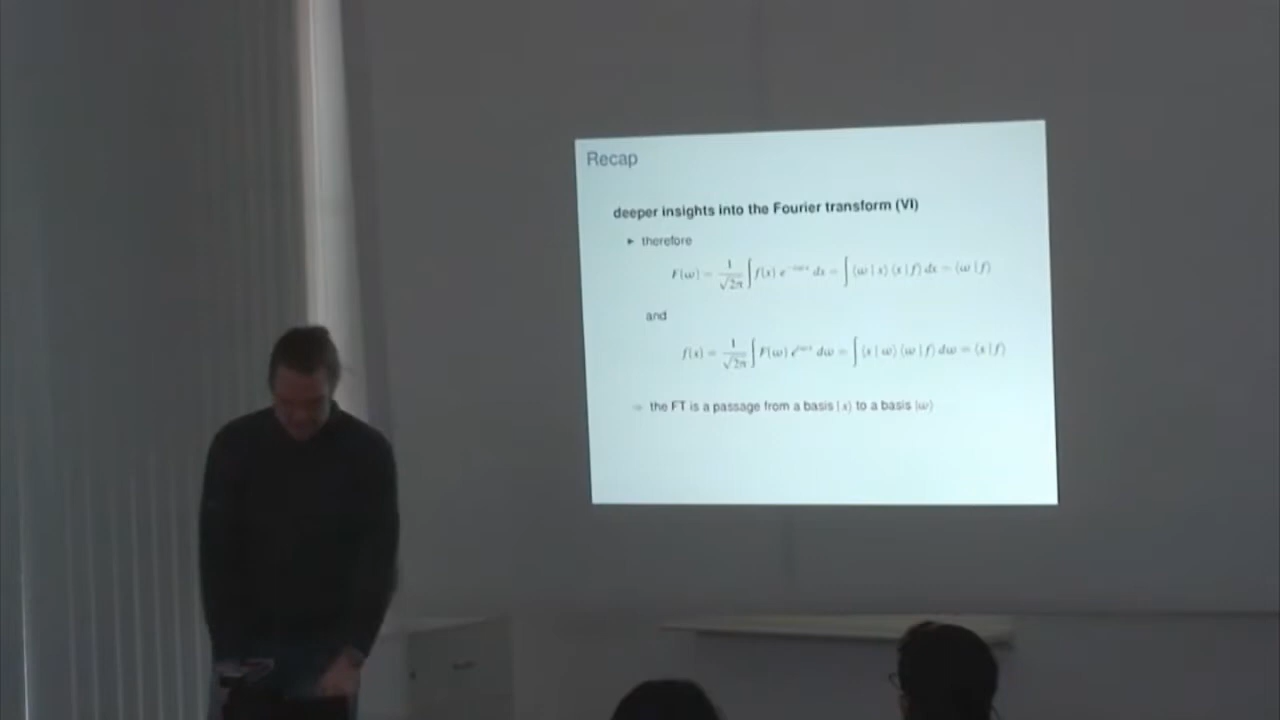 Recap
deeper insights into the Fourier transform (VI)
▸ therefore
F(ω) = 1/√2π ∫ f(x) e^{−iωx} dx = ∫ ⟨ω | x⟩ ⟨x | f⟩ dx = ⟨ω | f⟩
and
f(x) = 1/√2π ∫ F(ω) e^{iωx} dω = ∫ ⟨x | ω⟩ ⟨ω | f⟩ dω = ⟨x | f⟩
⇒ the FT is a passage from a basis |x⟩ to a basis |ω⟩